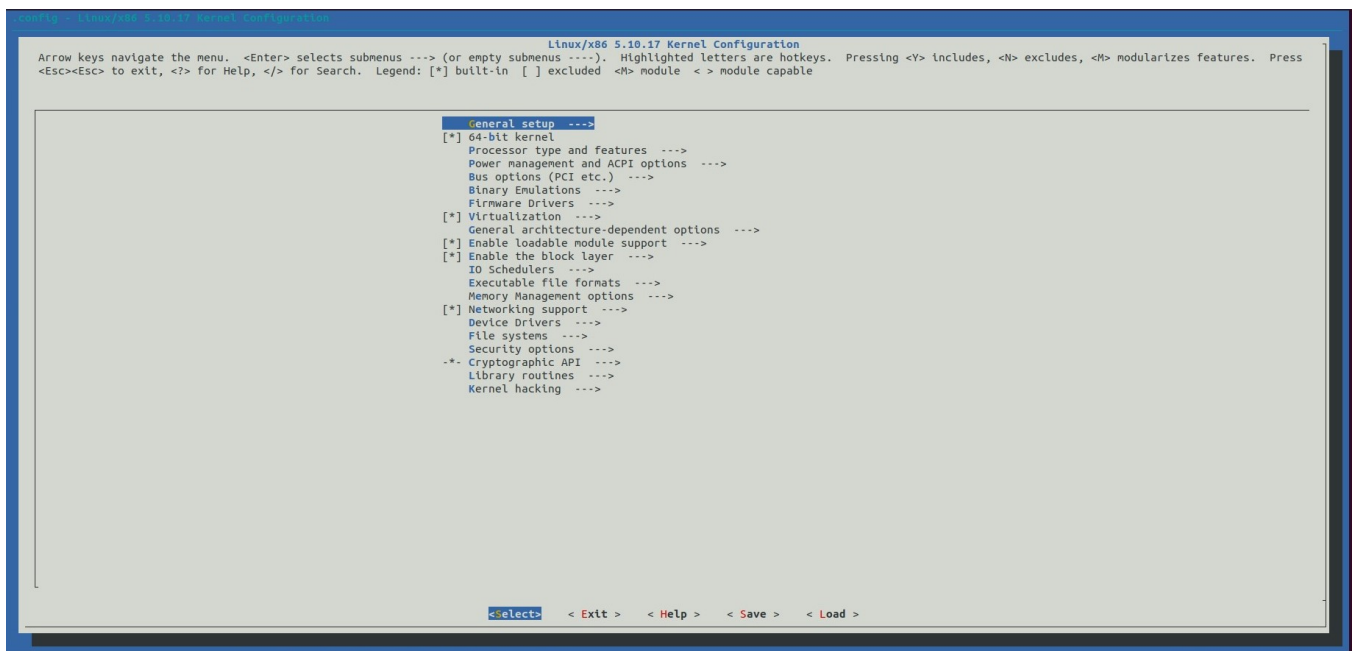 .config - Linux/x86 5.10.17 Kernel Configuration
Linux/x86 5.10.17 Kernel Configuration
Arrow keys navigate the menu.  <Enter> selects submenus ---> (or empty submenus ----).  Highlighted letters are hotkeys.  Pressing <Y> includes, <N> excludes, <M> modularizes features.  Press
<Esc><Esc> to exit, <?> for Help, </> for Search.  Legend: [*] built-in  [ ] excluded  <M> module  < > module capable
General setup  --->
[*] 64-bit kernel
Processor type and features  --->
Power management and ACPI options  --->
Bus options (PCI etc.)  --->
Binary Emulations  --->
Firmware Drivers  --->
[*] Virtualization  --->
General architecture-dependent options  --->
[*] Enable loadable module support  --->
[*] Enable the block layer  --->
IO Schedulers  --->
Executable file formats  --->
Memory Management options  --->
[*] Networking support  --->
Device Drivers  --->
File systems  --->
Security options  --->
-*- Cryptographic API  --->
Library routines  --->
Kernel hacking  --->
<Select>    < Exit >    < Help >    < Save >    < Load >